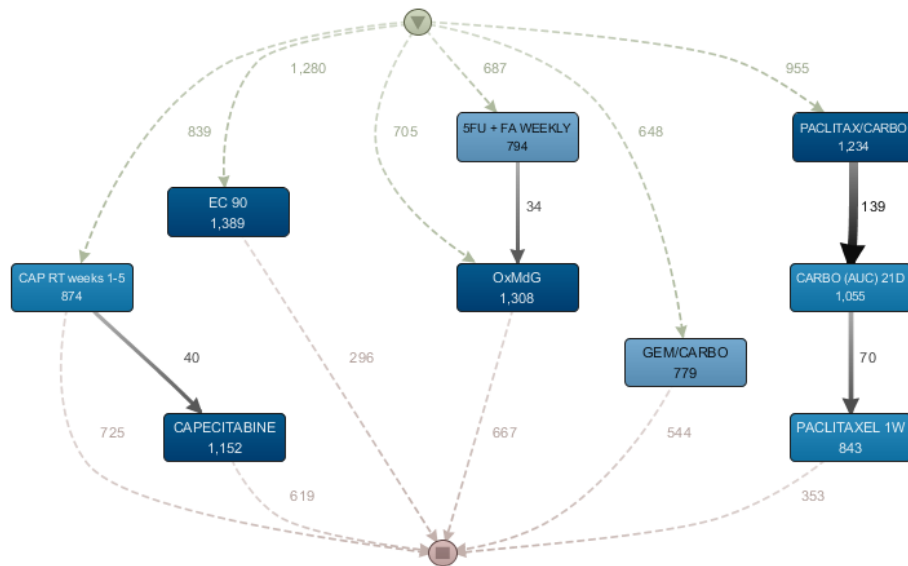 1,280
687
955
839
705
5FU + FA WEEKLY
794
648
PACLITAX/CARBO
1,234
EC 90
1,389
34
139
CAP RT weeks 1-5
874
OxMdG
1,308
CARBO (AUC) 21D
1,055
40
296
GEM/CARBO
779
70
725
CAPECITABINE
1,152
667
544
PACLITAXEL 1W
843
619
353